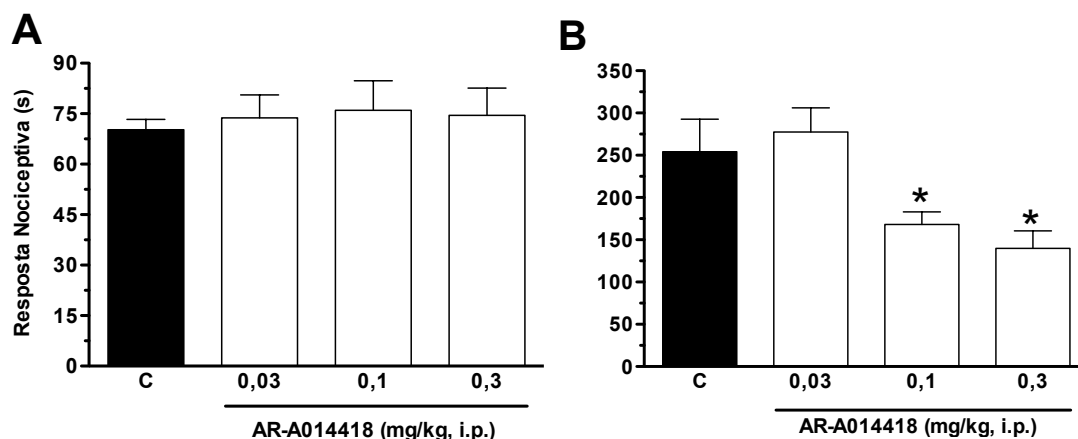 A
Resposta Nociceptiva (s)
90
75
60
45
30
15
0
C 0,03 0,1 0,3
AR-A014418 (mg/kg, i.p.)
B
350
300
250
200
150
100
50
0
* *
C 0,03 0,1 0,3
AR-A014418 (mg/kg, i.p.)